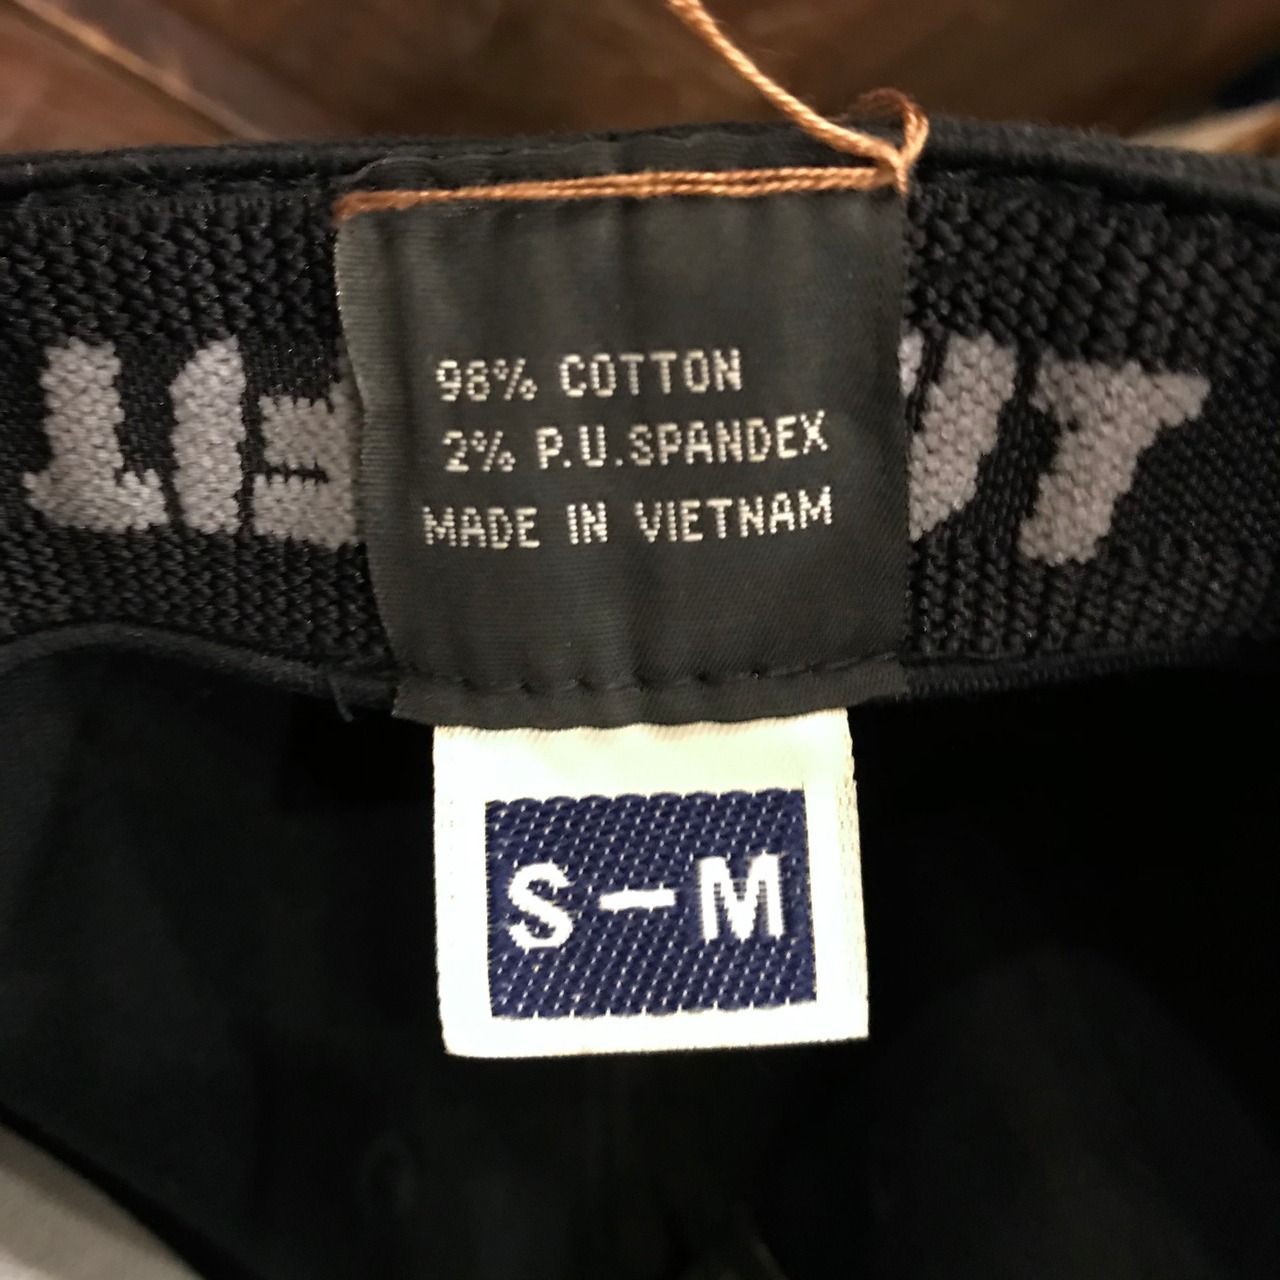 98% COTTON
2% P.U.SPANDEX
MADE IN VIETNAM
S-M